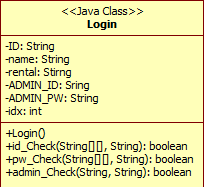 <<Java Class>>
Login
-ID: String
-name: String
-rental: Stirng
-ADMIN_ID: Sring
-ADMIN_PW: String
-idx: int
+Login()
+id_Check(String[][], String): boolean
+pw_Check(String[][], String): boolean
+admin_Check(String, String): boolean